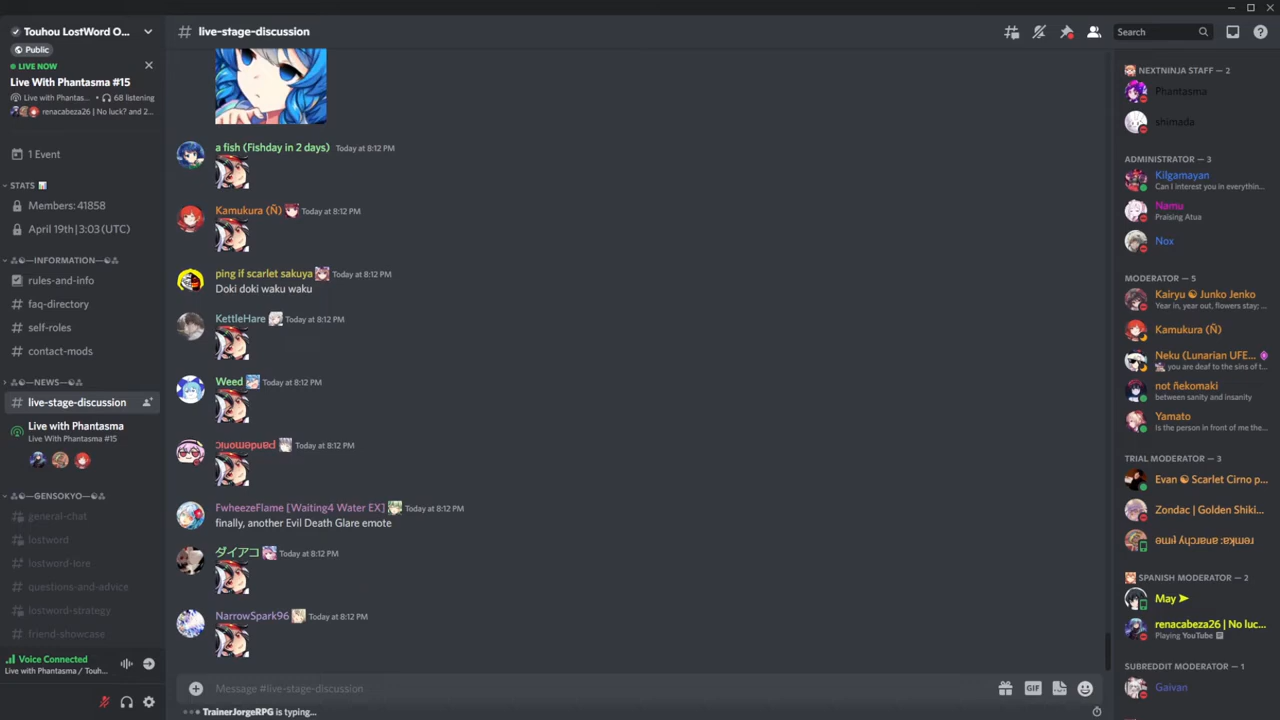 Touhou LostWord O...
Public
LIVE NOW
Live With Phantasma #15
Live with Phantas... • 68 listening
renacabeza26 | No luck? and 2...
1 Event
STATS
Members: 41858
April 19th | 3:03 (UTC)
—INFORMATION—
rules-and-info
faq-directory
self-roles
contact-mods
—NEWS—
live-stage-discussion
Live with Phantasma
Live With Phantasma #15
—GENSOKYO—
general-chat
lostword
lostword-lore
questions-and-advice
lostword-strategy
friend-showcase
Voice Connected
Live with Phantasma / Touh...
# live-stage-discussion
Search
a fish (Fishday in 2 days) Today at 8:12 PM
Kamukura (Ñ) Today at 8:12 PM
ping if scarlet sakuya Today at 8:12 PM
Doki doki waku waku
KettleHare Today at 8:12 PM
Weed Today at 8:12 PM
Today at 8:12 PM
FwheezeFlame [Waiting4 Water EX] Today at 8:12 PM
finally, another Evil Death Glare emote
ダイアコ Today at 8:12 PM
NarrowSpark96 Today at 8:12 PM
Message #live-stage-discussion
GIF
TrainerJorgeRPG is typing...
NEXTNINJA STAFF — 2
Phantasma
shimada
ADMINISTRATOR — 3
Kilgamayan
Can I interest you in everythin...
Namu
Praising Atua
Nox
MODERATOR — 5
Kairyu ☯ Junko Jenko
Year in, year out, flowers stay; ...
Kamukura (Ñ)
Neku (Lunarian UFE...
you are deaf to the sins of t...
not ñekomaki
between sanity and insanity
Yamato
Is the person in front of me the...
TRIAL MODERATOR — 3
Evan ☯ Scarlet Cirno p...
Zondac | Golden Shiki...
SPANISH MODERATOR — 2
May ➤
renacabeza26 | No luc...
Playing YouTube
SUBREDDIT MODERATOR — 1
Gaivan